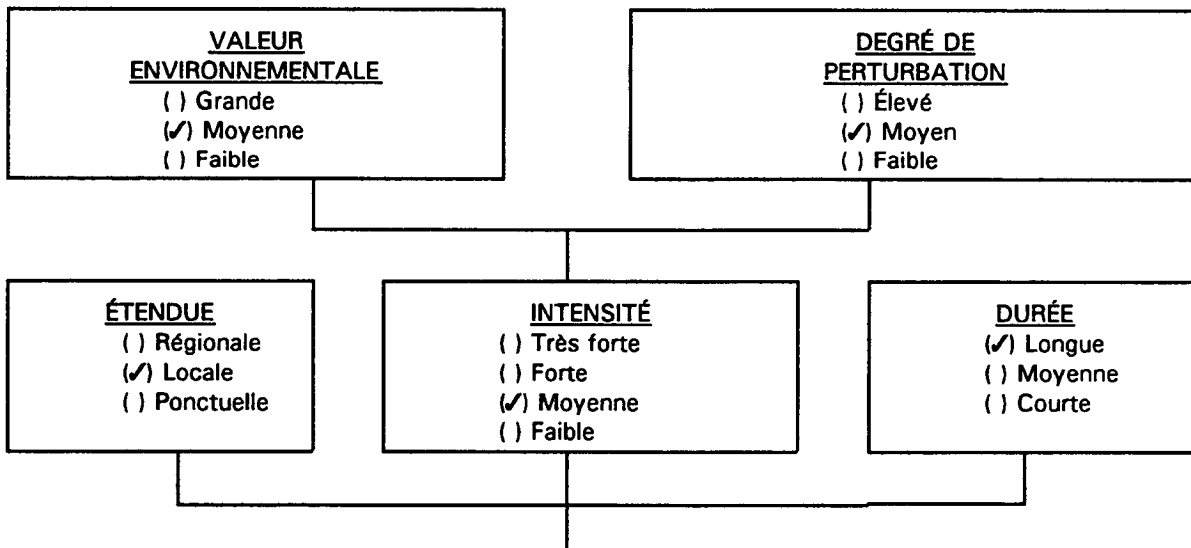 VALEUR
ENVIRONNEMENTALE
( ) Grande
(✓) Moyenne
( ) Faible
DEGRÉ DE
PERTURBATION
( ) Élevé
(✓) Moyen
( ) Faible
ÉTENDUE
( ) Régionale
(✓) Locale
( ) Ponctuelle
INTENSITÉ
( ) Très forte
( ) Forte
(✓) Moyenne
( ) Faible
DURÉE
(✓) Longue
( ) Moyenne
( ) Courte